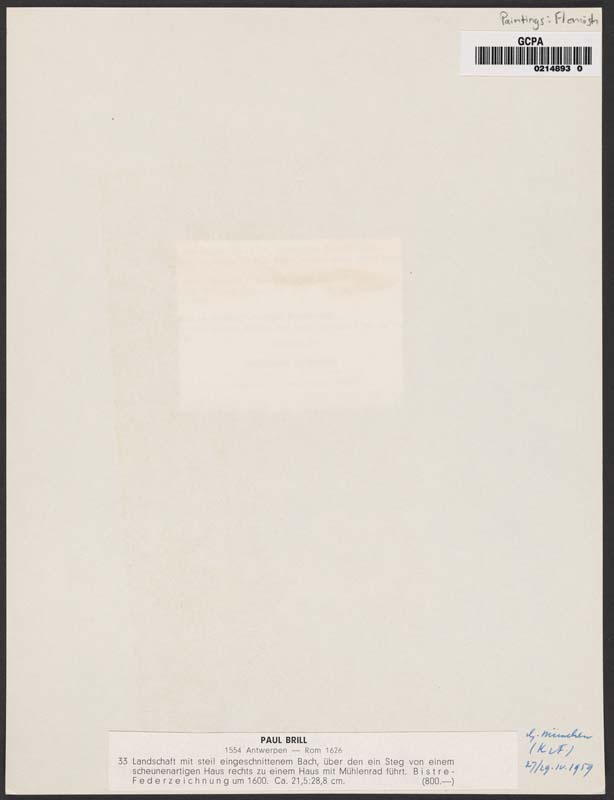 Paintings: Flemish
GCPA
0214893 0
PAUL BRILL
1554 Antwerpen — Rom 1626
33 Landschaft mit steil eingeschnittenem Bach, über den ein Steg von einem
scheunenartigen Haus rechts zu einem Haus mit Mühlenrad führt. Bistre-
Federzeichnung um 1600. Ca. 21,5:28,8 cm. (800.—)
München
(K u F)
27/29.IV.1959